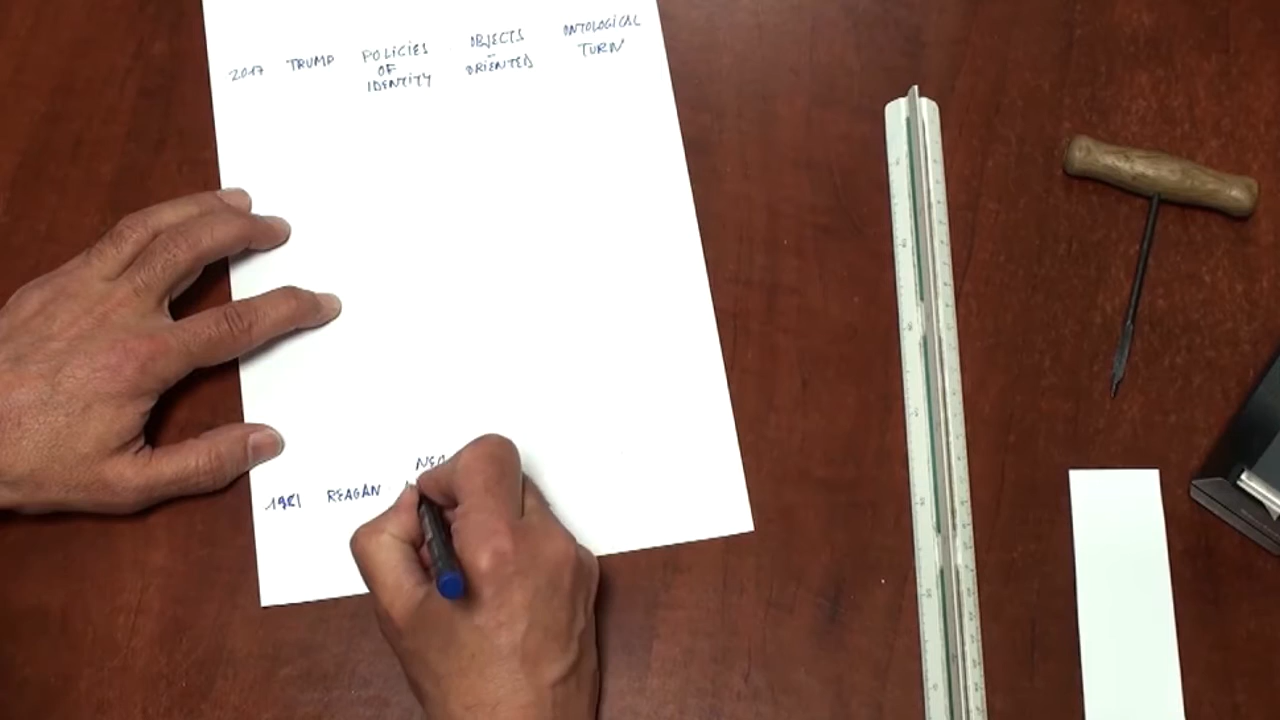 2017 TRUMP POLICIES OF IDENTITY OBJECTS ORIENTED ONTOLOGICAL TURN
1981 REAGAN